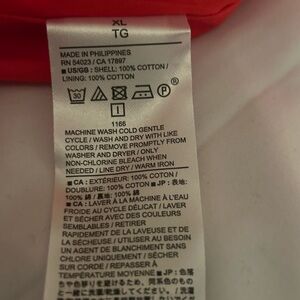 XL
TG
MADE IN PHILIPPINES
RN 54023 / CA 17897
■ US/GB : SHELL: 100% COTTON /
LINING: 100% COTTON
30
P
I
1166
MACHINE WASH COLD GENTLE
CYCLE / WASH AND DRY WITH LIKE
COLORS / REMOVE PROMPTLY FROM
WASHER AND DRYER / ONLY
NON-CHLORINE BLEACH WHEN
NEEDED / LINE DRY / WARM IRON
■ CA : EXTÉRIEUR: 100% COTON /
DOUBLURE: 100% COTON ■ JP : 表地:
100% 綿 / 裏地: 100% 綿
■ CA : LAVER À LA MACHINE À L'EAU
FROIDE AU CYCLE DÉLICAT / LAVER
ET SÉCHER AVEC DES COULEURS
SEMBLABLES / RETIRER
RAPIDEMENT DE LA LAVEUSE ET DE
LA SÉCHEUSE / UTILISER AU BESOIN
UN AGENT DE BLANCHIMENT SANS
CHLORE UNIQUEMENT / SÉCHER
SUR CORDE / REPASSER À
TEMPÉRATURE MOYENNE ■ JP :